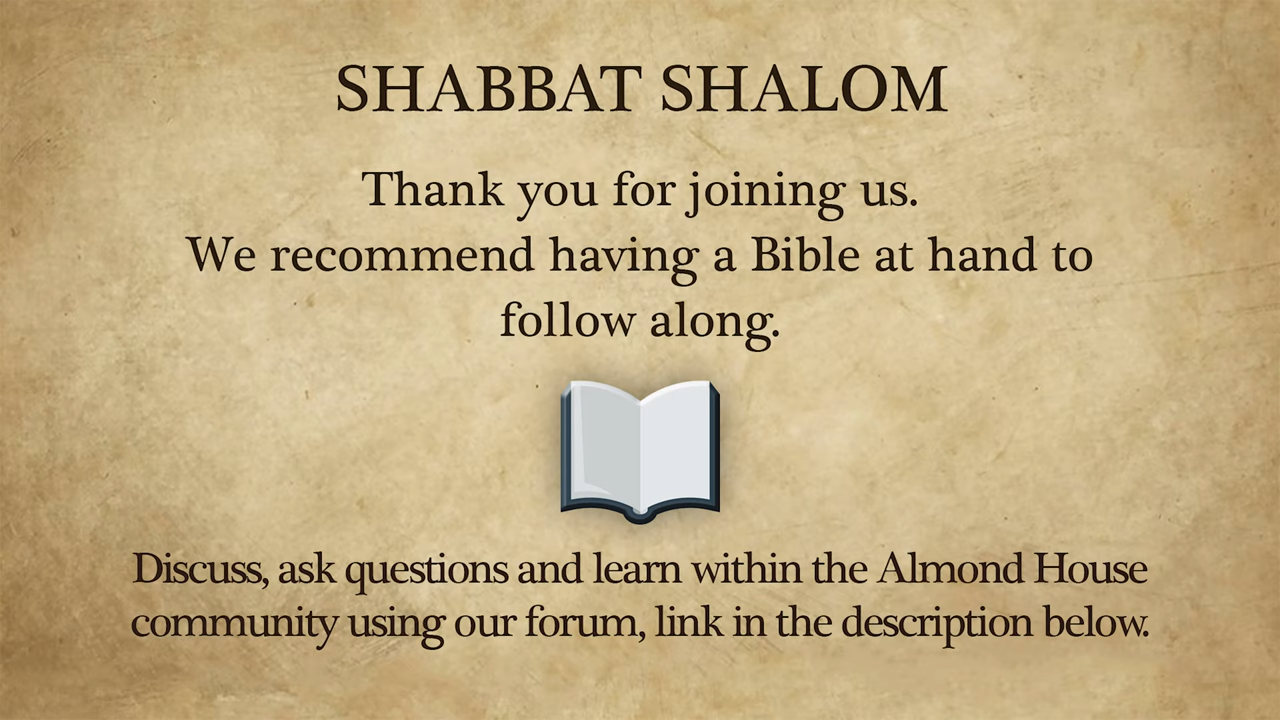 SHABBAT SHALOM
Thank you for joining us.
We recommend having a Bible at hand to
follow along.
Discuss, ask questions and learn within the Almond House
community using our forum, link in the description below.